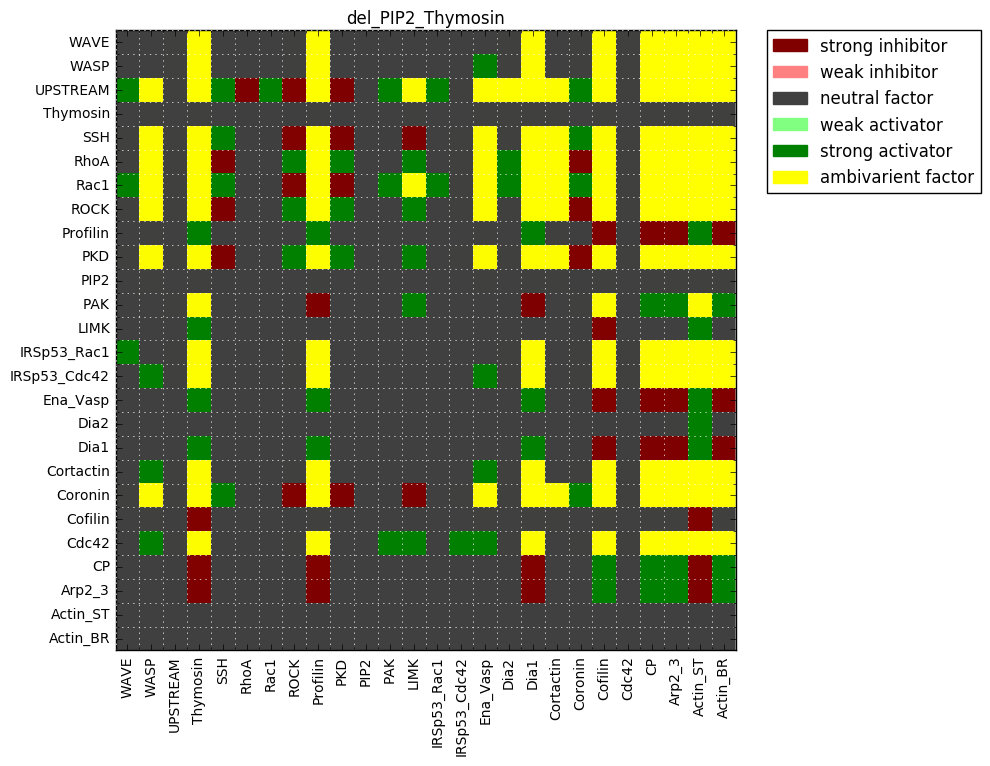 del_PIP2_Thymosin
WAVE
WASP
UPSTREAM
Thymosin
SSH
RhoA
Rac1
ROCK
Profilin
PKD
PIP2
PAK
LIMK
IRSp53_Rac1
IRSp53_Cdc42
Ena_Vasp
Dia2
Dia1
Cortactin
Coronin
Cofilin
Cdc42
CP
Arp2_3
Actin_ST
Actin_BR
WAVE
WASP
UPSTREAM
Thymosin
SSH
RhoA
Rac1
ROCK
Profilin
PKD
PIP2
PAK
LIMK
IRSp53_Rac1
IRSp53_Cdc42
Ena_Vasp
Dia2
Dia1
Cortactin
Coronin
Cofilin
Cdc42
CP
Arp2_3
Actin_ST
Actin_BR
strong inhibitor
weak inhibitor
neutral factor
weak activator
strong activator
ambivarient factor